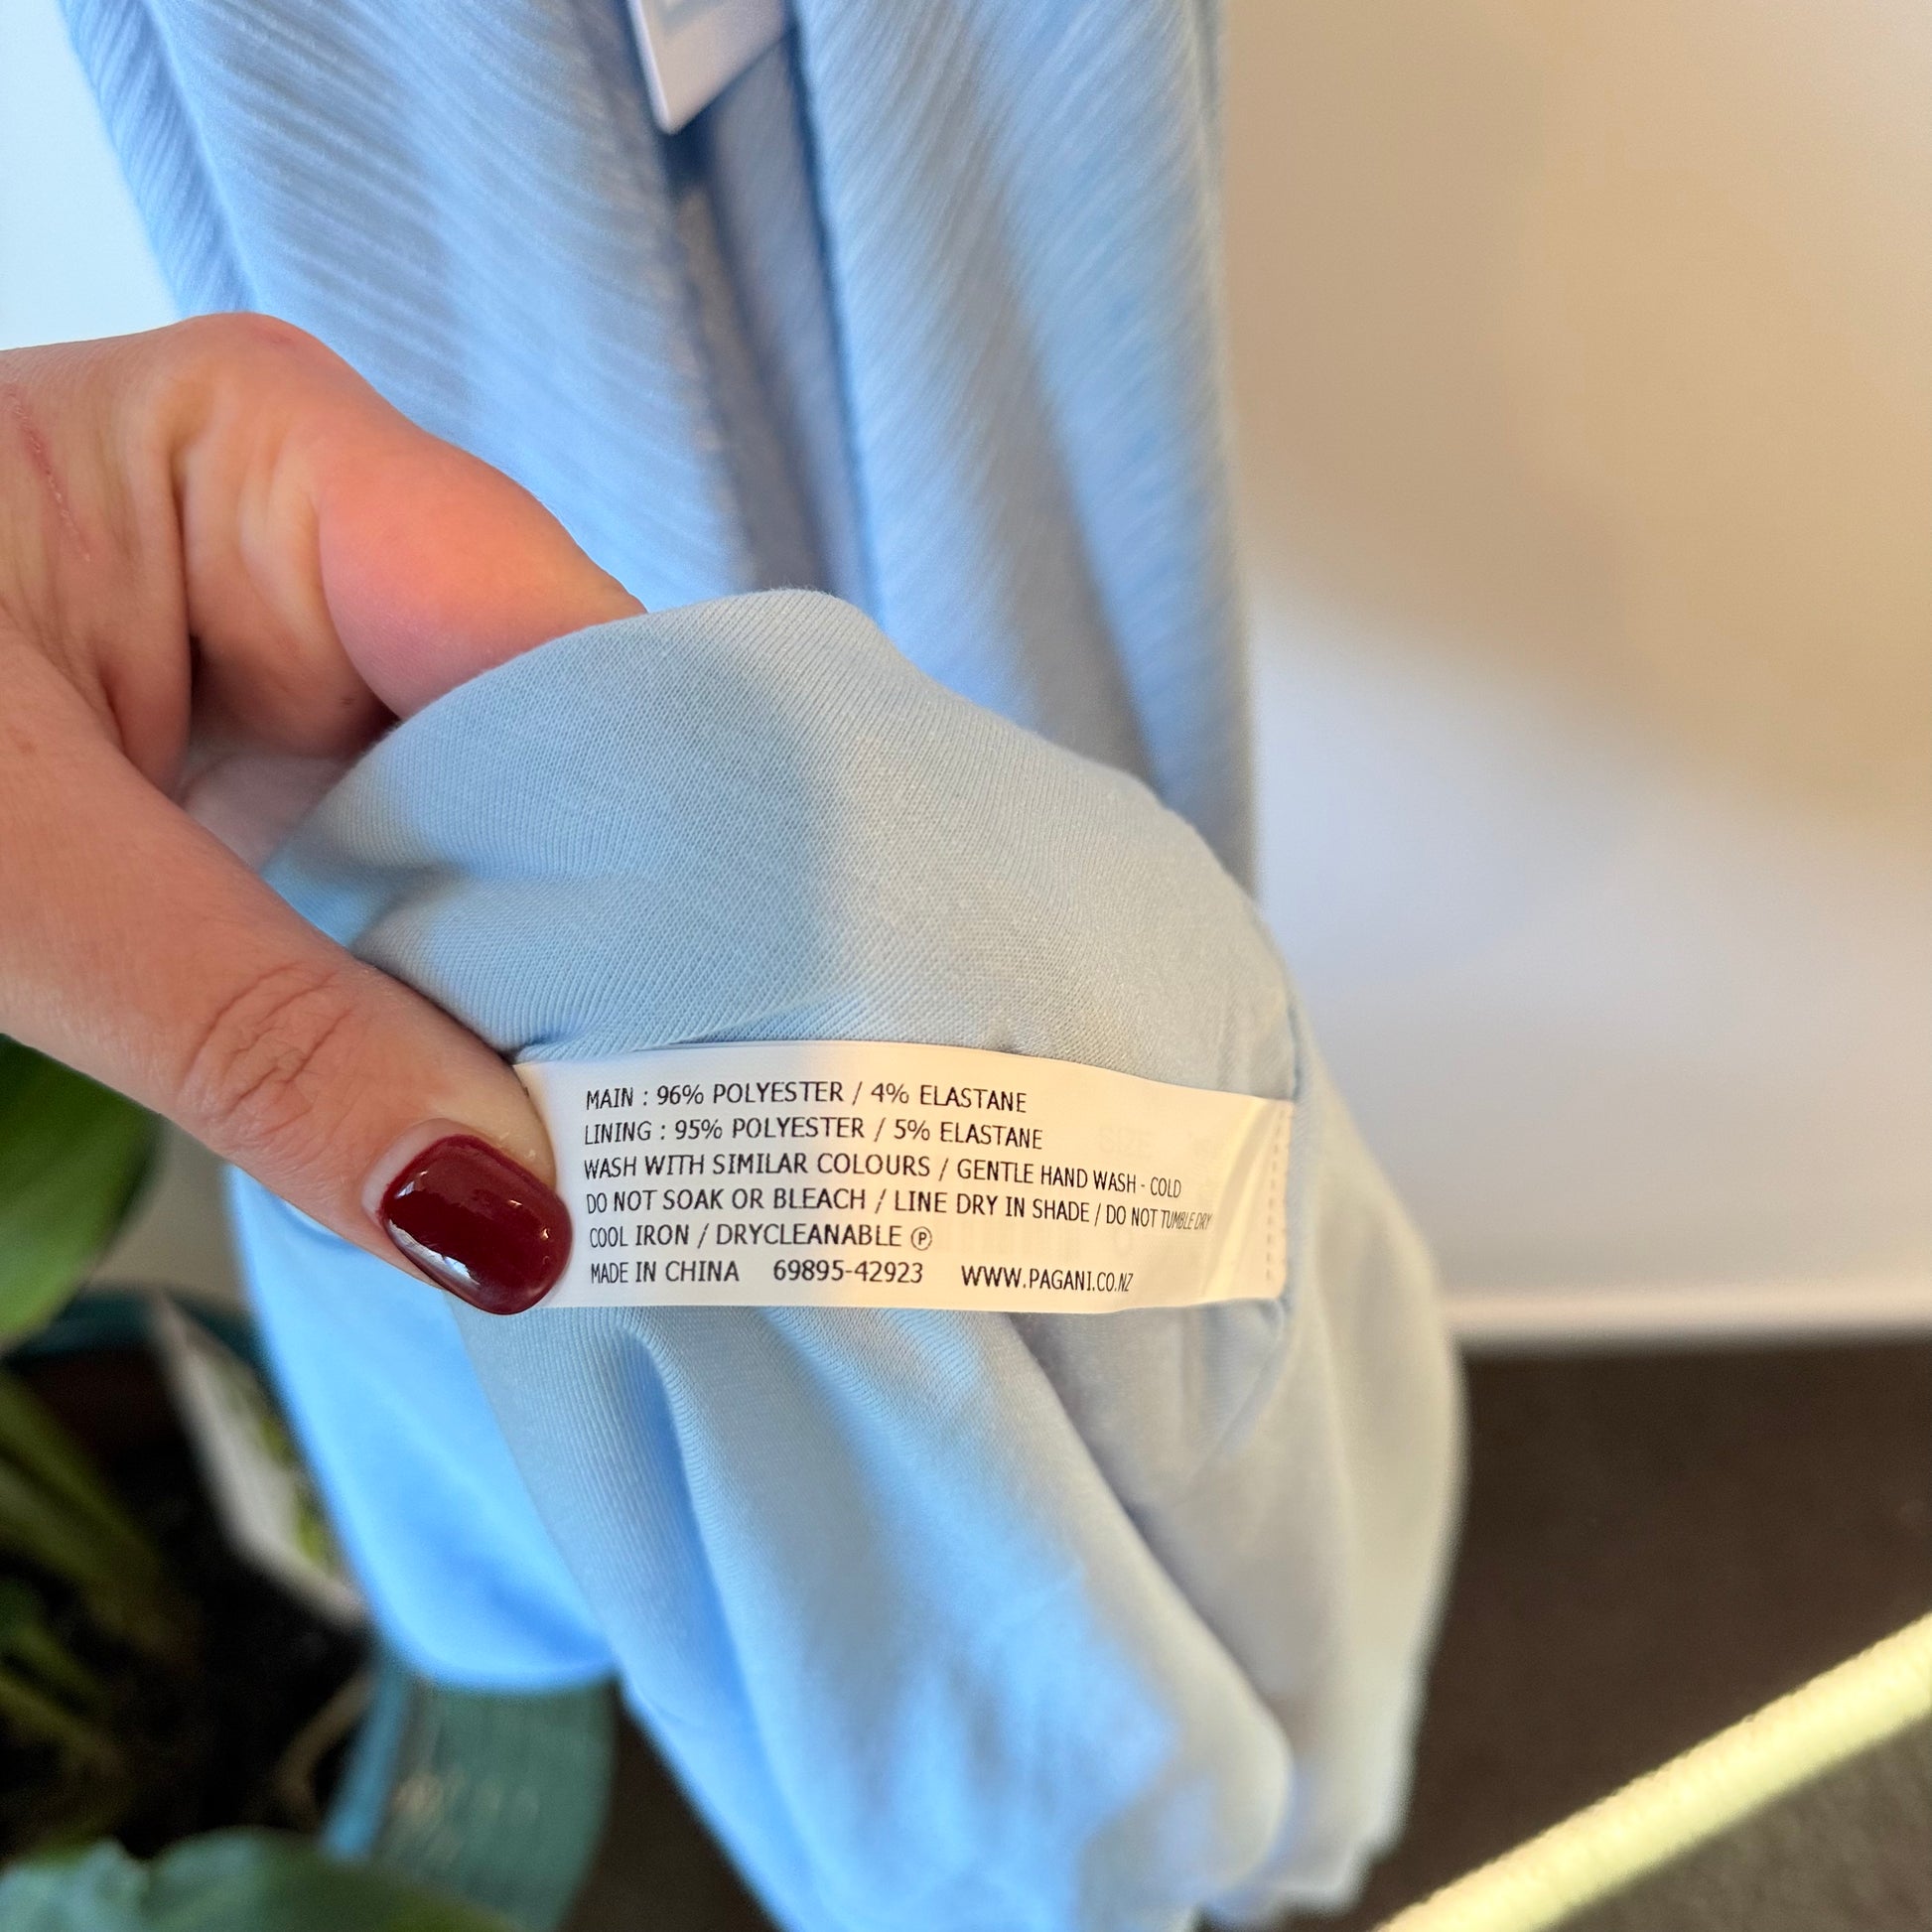 MAIN : 96% POLYESTER / 4% ELASTANE
LINING : 95% POLYESTER / 5% ELASTANE
WASH WITH SIMILAR COLOURS / GENTLE HAND WASH - COLD
DO NOT SOAK OR BLEACH / LINE DRY IN SHADE / DO NOT TUMBLE DRY
COOL IRON / DRYCLEANABLE Ⓟ
MADE IN CHINA 69895-42923 WWW.PAGANI.CO.NZ